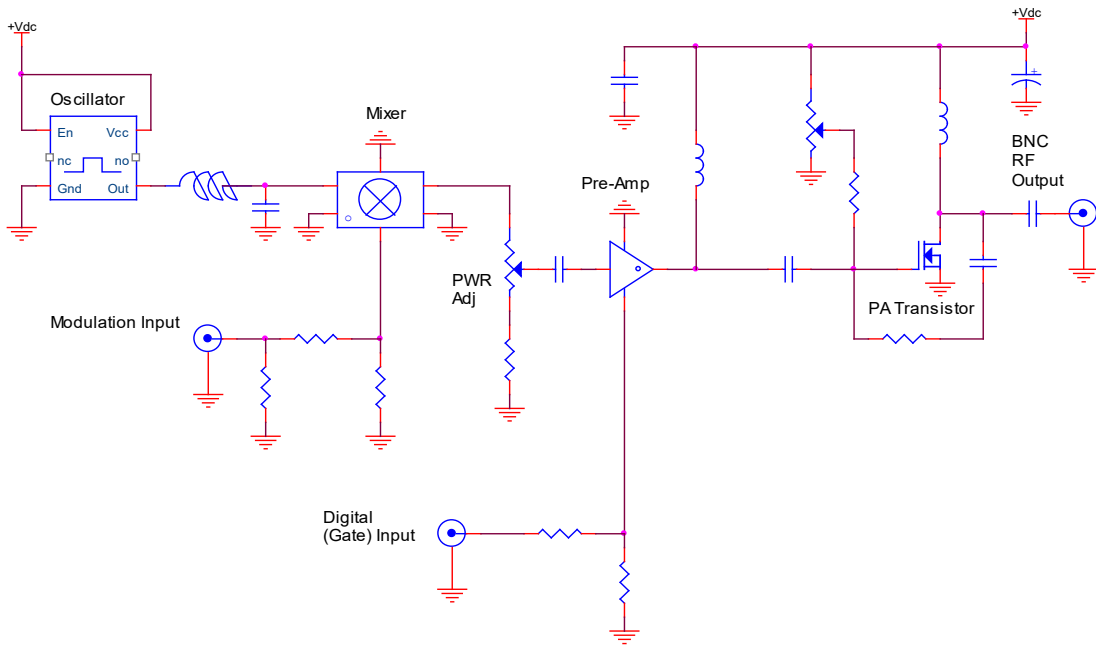 +Vdc
Oscillator
En Vcc
nc no
Gnd Out
Mixer
Modulation Input
PWR
Adj
Pre-Amp
Digital
(Gate) Input
+Vdc
+
BNC
RF
Output
PA Transistor